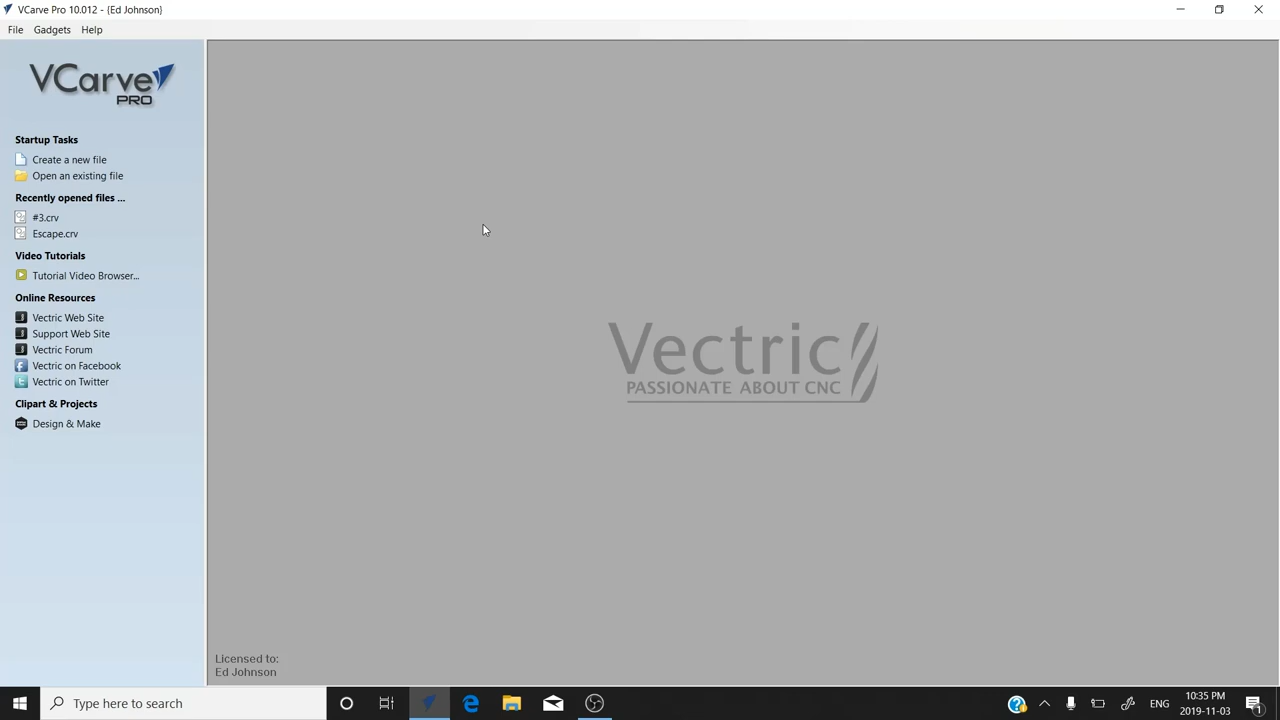 VCarve Pro 10.012 - {Ed Johnson}
File Gadgets Help
VCarve
PRO
Startup Tasks
Create a new file
Open an existing file
Recently opened files ...
#3.crv
Escape.crv
Video Tutorials
Tutorial Video Browser...
Online Resources
Vectric Web Site
Support Web Site
Vectric Forum
Vectric on Facebook
Vectric on Twitter
Clipart & Projects
Design & Make
Vectric
PASSIONATE ABOUT CNC
Licensed to:
Ed Johnson
Type here to search
ENG
10:35 PM
2019-11-03
1